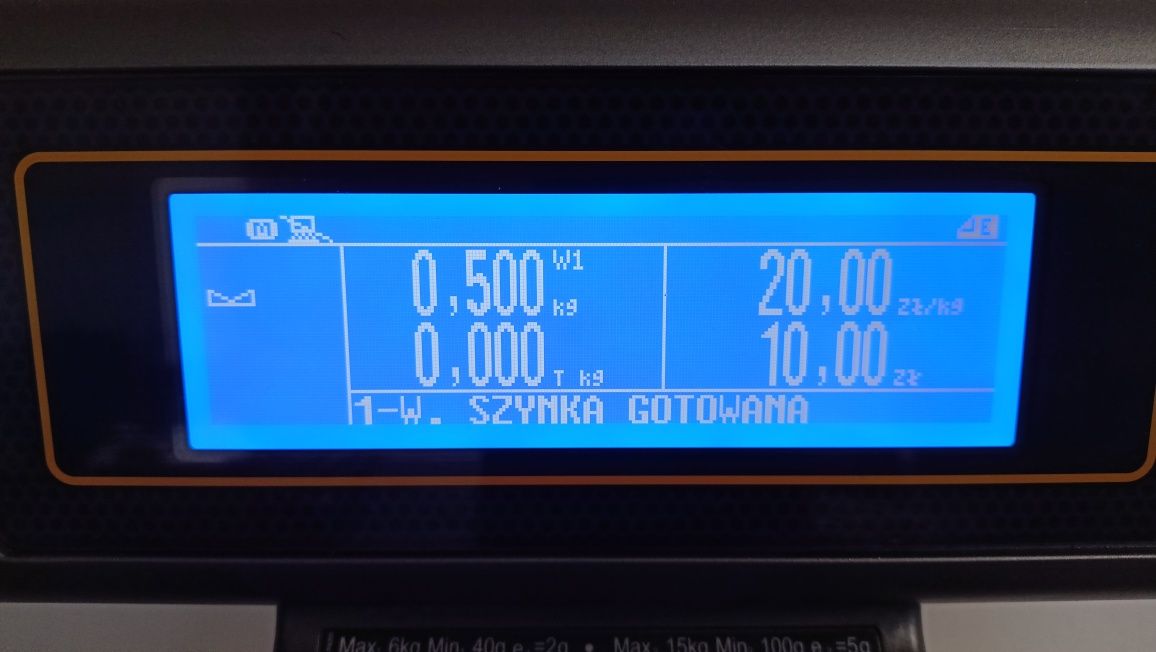 M E
0,500 W1 kg 20,00 Zł/kg
0,000 T kg 10,00 Zł
1-W. SZYNKA GOTOWANA
Max 6kg Min 40g e =2g • Max 15kg Min 100g e =5g